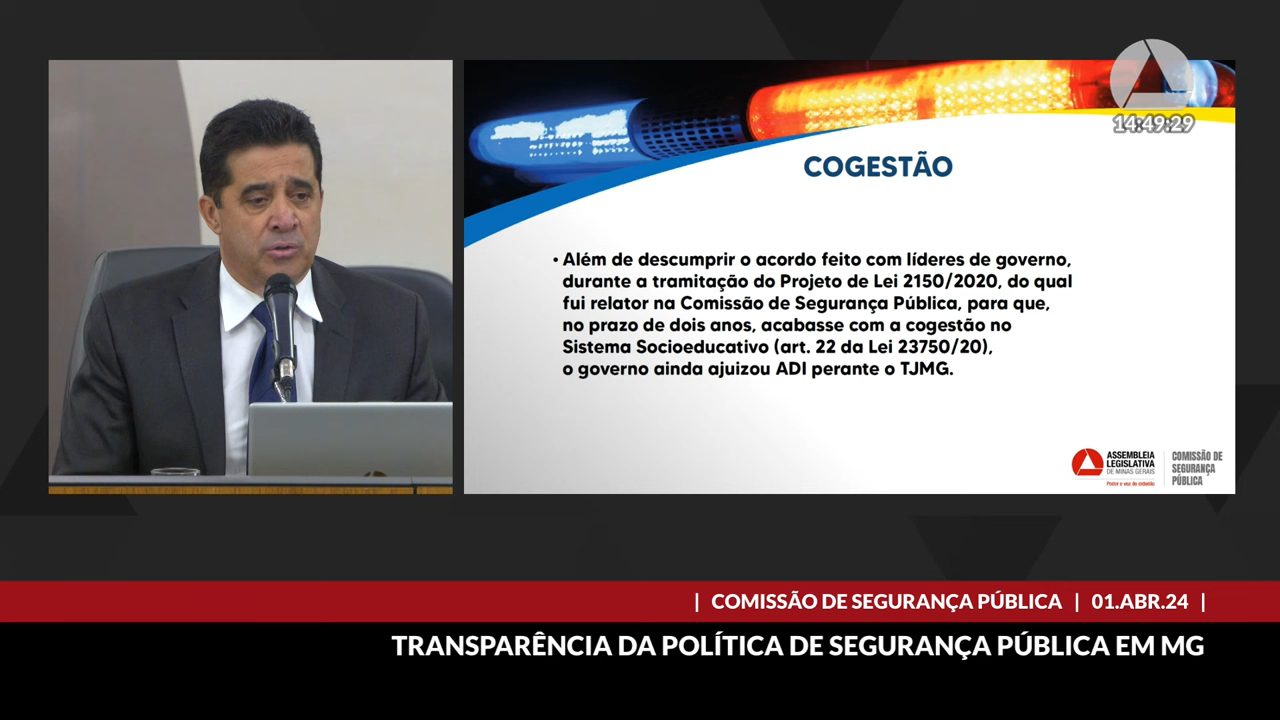 14:49:29
COGESTÃO
• Além de descumprir o acordo feito com líderes de governo,
durante a tramitação do Projeto de Lei 2150/2020, do qual
fui relator na Comissão de Segurança Pública, para que,
no prazo de dois anos, acabasse com a cogestão no
Sistema Socioeducativo (art. 22 da Lei 23750/20),
o governo ainda ajuizou ADI perante o TJMG.
ASSEMBLEIA
LEGISLATIVA
DE MINAS GERAIS
Poder e voz do cidadão
COMISSÃO DE
SEGURANÇA
PÚBLICA
| COMISSÃO DE SEGURANÇA PÚBLICA | 01.ABR.24 |
TRANSPARÊNCIA DA POLÍTICA DE SEGURANÇA PÚBLICA EM MG